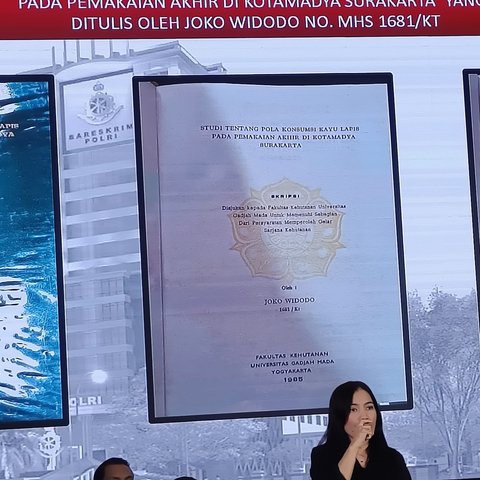 PADA PEMAKAIAN AKHIR DI KOTAMADYA SURAKARTA YANG
DITULIS OLEH JOKO WIDODO NO. MHS 1681/KT
BARESKRIM
POLRI
LAPIS
STUDI TENTANG POLA KONSUMSI KAYU LAPIS
PADA PEMAKAIAN AKHIR DI KOTAMADYA
SURAKARTA
SKRIPSI
Diajukan kepada Fakultas Kehutanan Universitas
Gadjah Mada Untuk Memenuhi Sebagian
Dari Persyaratan Memperoleh Gelar
Sarjana Kehutanan
Oleh :
JOKO WIDODO
1681/Kt
FAKULTAS KEHUTANAN
UNIVERSITAS GADJAH MADA
YOGYAKARTA
1985
LRI